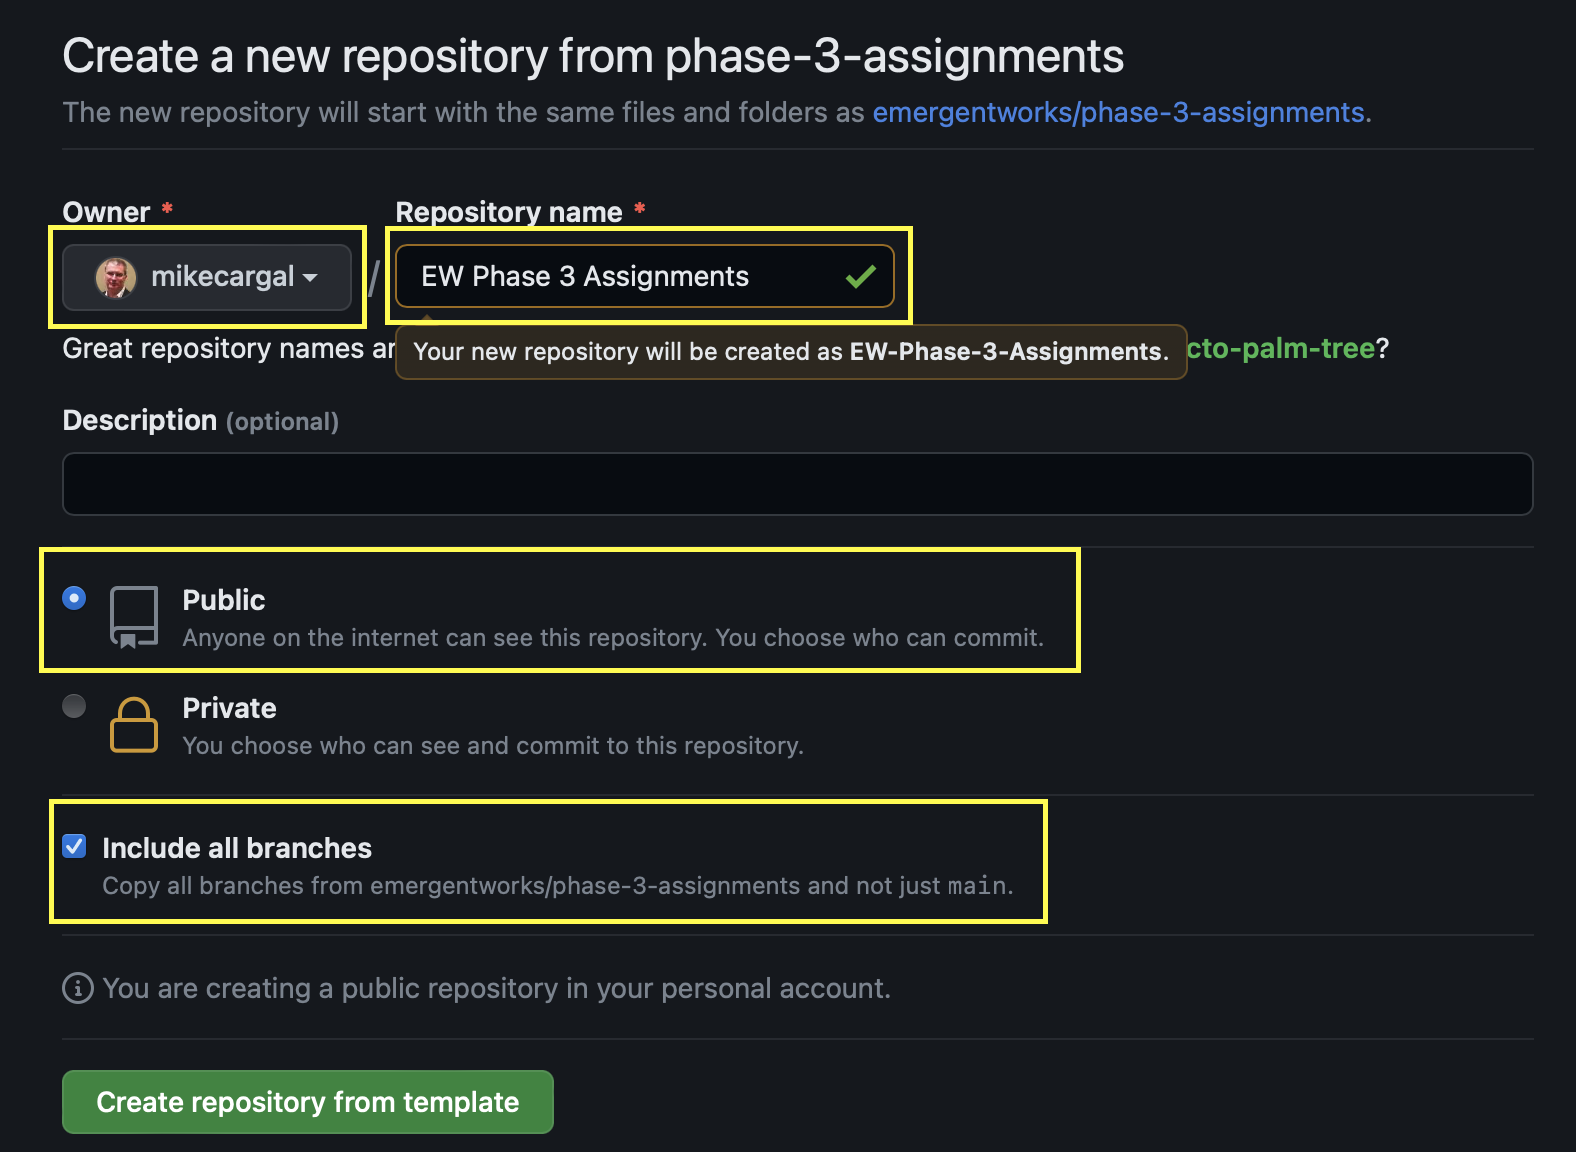 Create a new repository from phase-3-assignments
The new repository will start with the same files and folders as emergentworks/phase-3-assignments.
Owner * Repository name *
mikecargal / EW Phase 3 Assignments
Great repository names
Your new repository will be created as EW-Phase-3-Assignments.
cto-palm-tree?
Description (optional)
Public
Anyone on the internet can see this repository. You choose who can commit.
Private
You choose who can see and commit to this repository.
Include all branches
Copy all branches from emergentworks/phase-3-assignments and not just main.
You are creating a public repository in your personal account.
Create repository from template